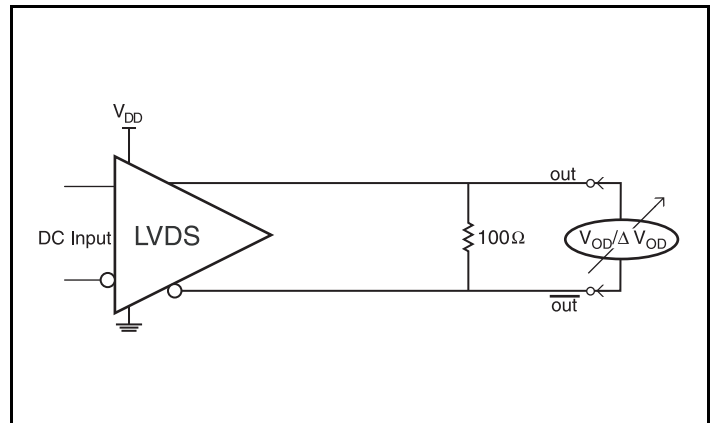 V_DD
out
DC Input
LVDS
100Ω
V_OD/Δ V_OD
out